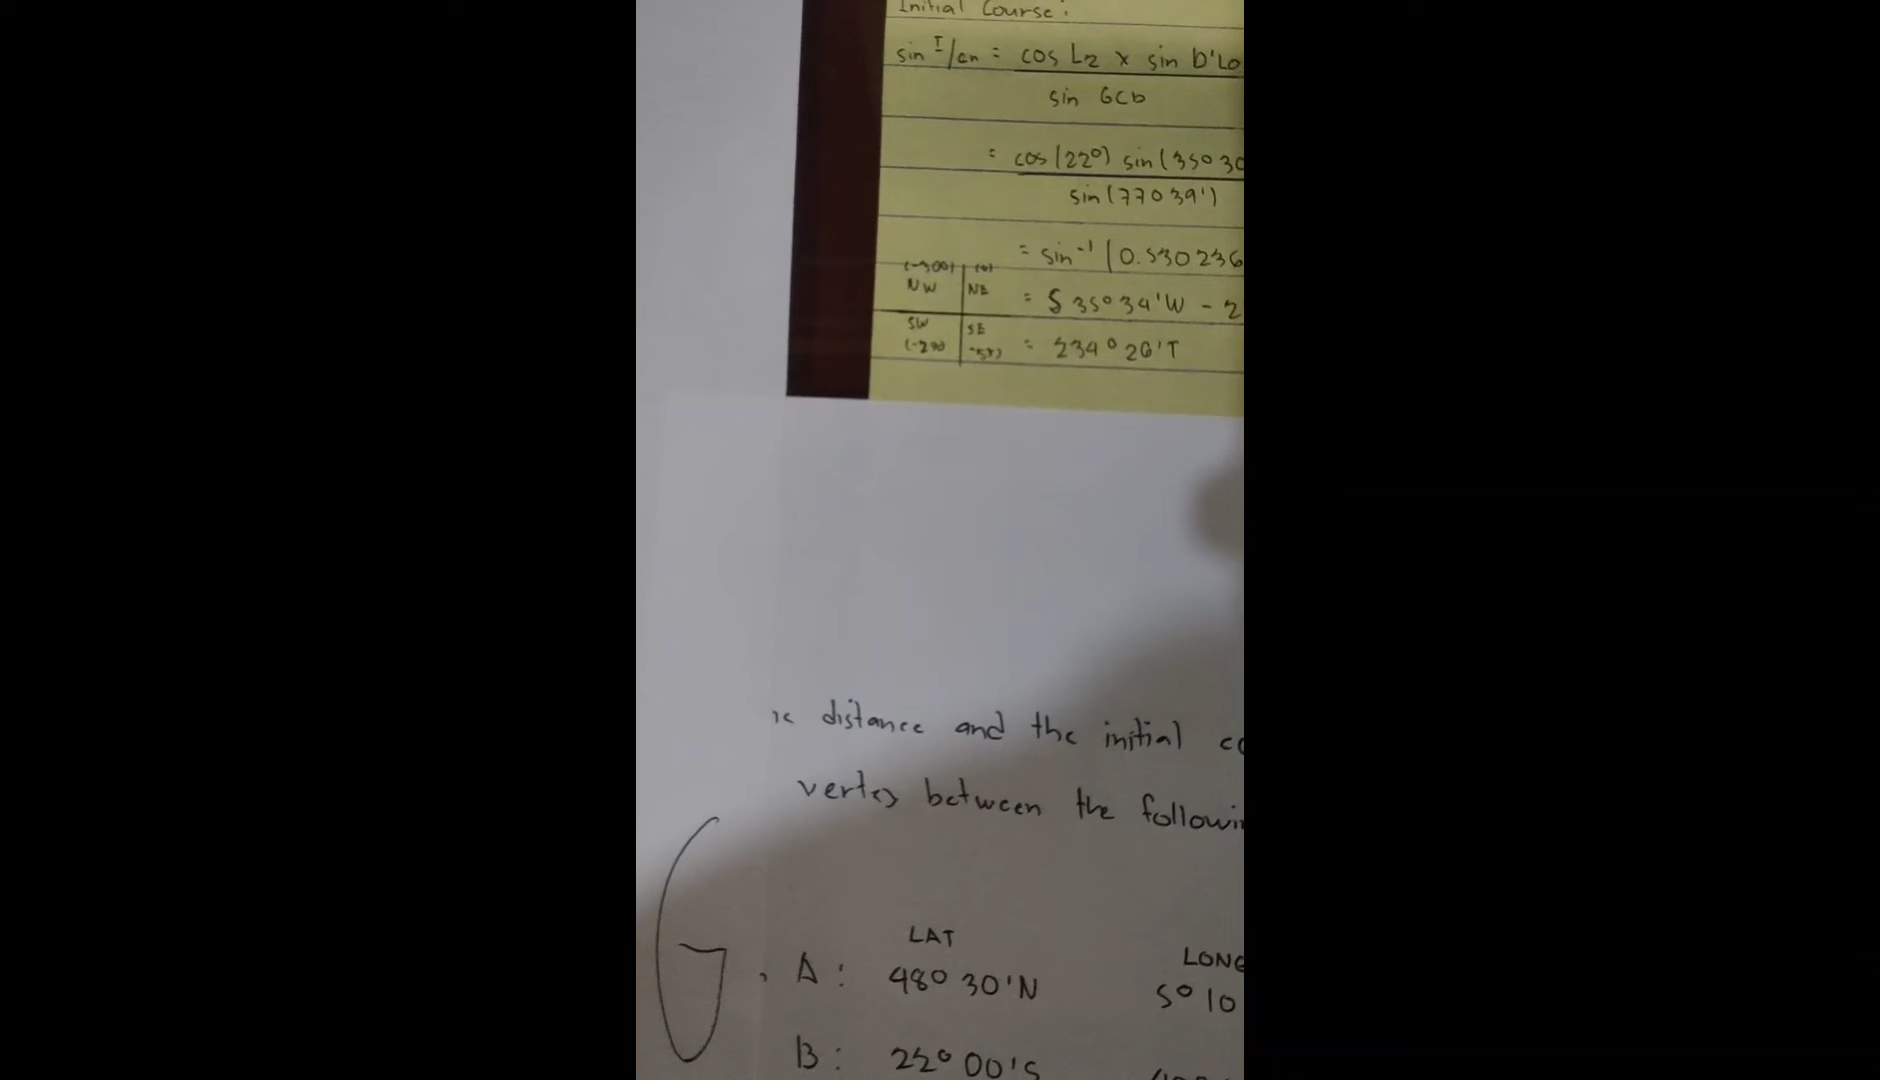 Initial Course:
sin I/cn = cos L2 x sin D'Lo
sin GCD
= cos(22°) sin(35° 30
sin(77° 39')
= sin⁻¹(0.530236
NW NE
= S 35° 34'W - 2
SW SE
= 234° 26'T
distance and the initial co
vertex between the followin
LAT LONG
A: 48° 30'N 5° 10
B: 22° 00'S